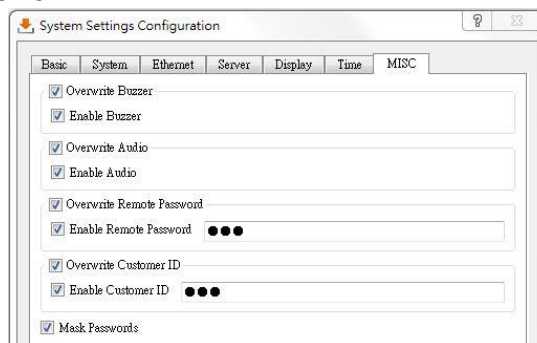 System Settings Configuration
Basic System Ethernet Server Display Time MISC
Overwrite Buzzer
Enable Buzzer
Overwrite Audio
Enable Audio
Overwrite Remote Password
Enable Remote Password ●●●
Overwrite Customer ID
Enable Customer ID ●●●
Mask Passwords